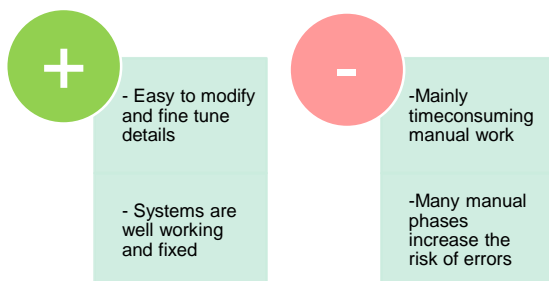 +
- Easy to modify
and fine tune
details
- Systems are
well working
and fixed
-
-Mainly
timeconsuming
manual work
-Many manual
phases
increase the
risk of errors